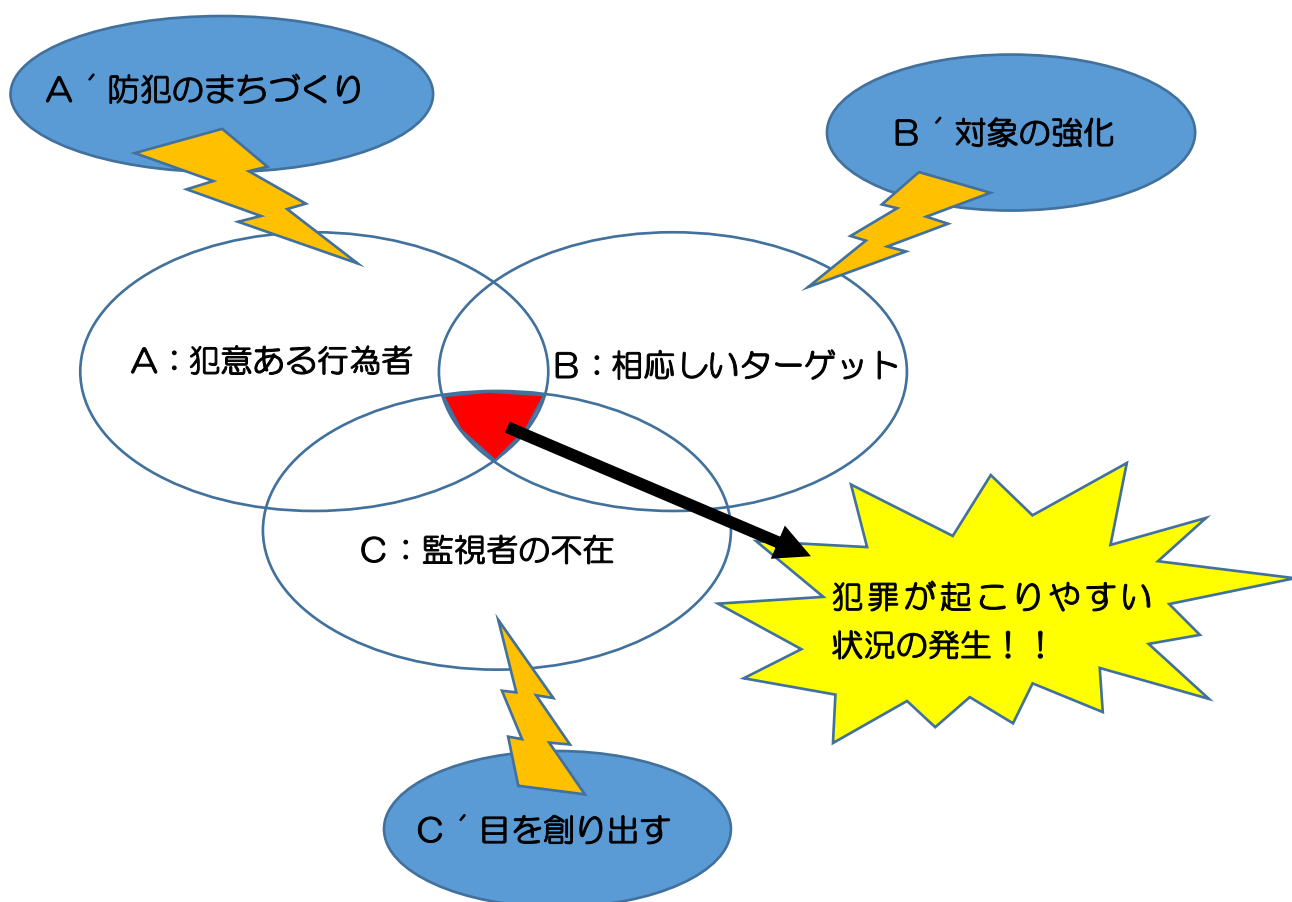 A´防犯のまちづくり
B´対象の強化
A：犯意ある行為者
B：相応しいターゲット
C：監視者の不在
犯罪が起こりやすい
状況の発生！！
C´目を創り出す